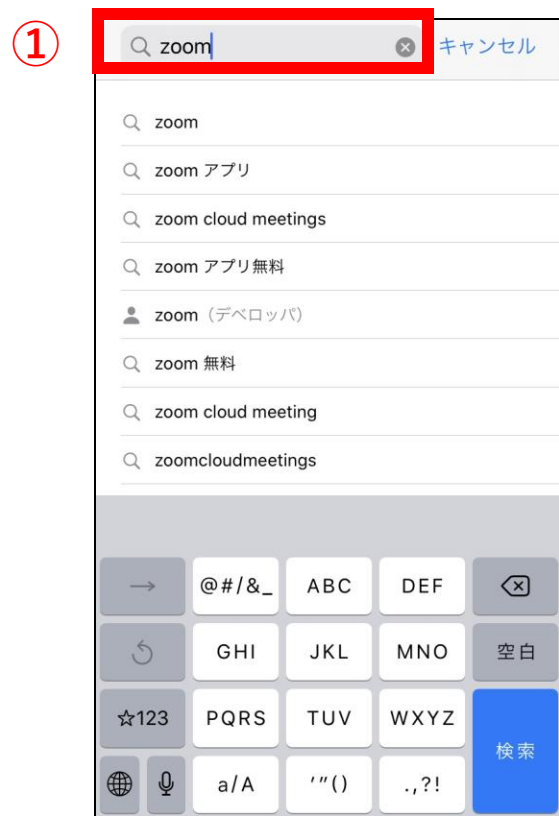 ①
zoom キャンセル
zoom
zoom アプリ
zoom cloud meetings
zoom アプリ無料
zoom（デベロッパ）
zoom 無料
zoom cloud meeting
zoomcloudmeetings
→ @#/&_ ABC DEF
GHI JKL MNO 空白
☆123 PQRS TUV WXYZ
検索
a/A ’”() .,?!